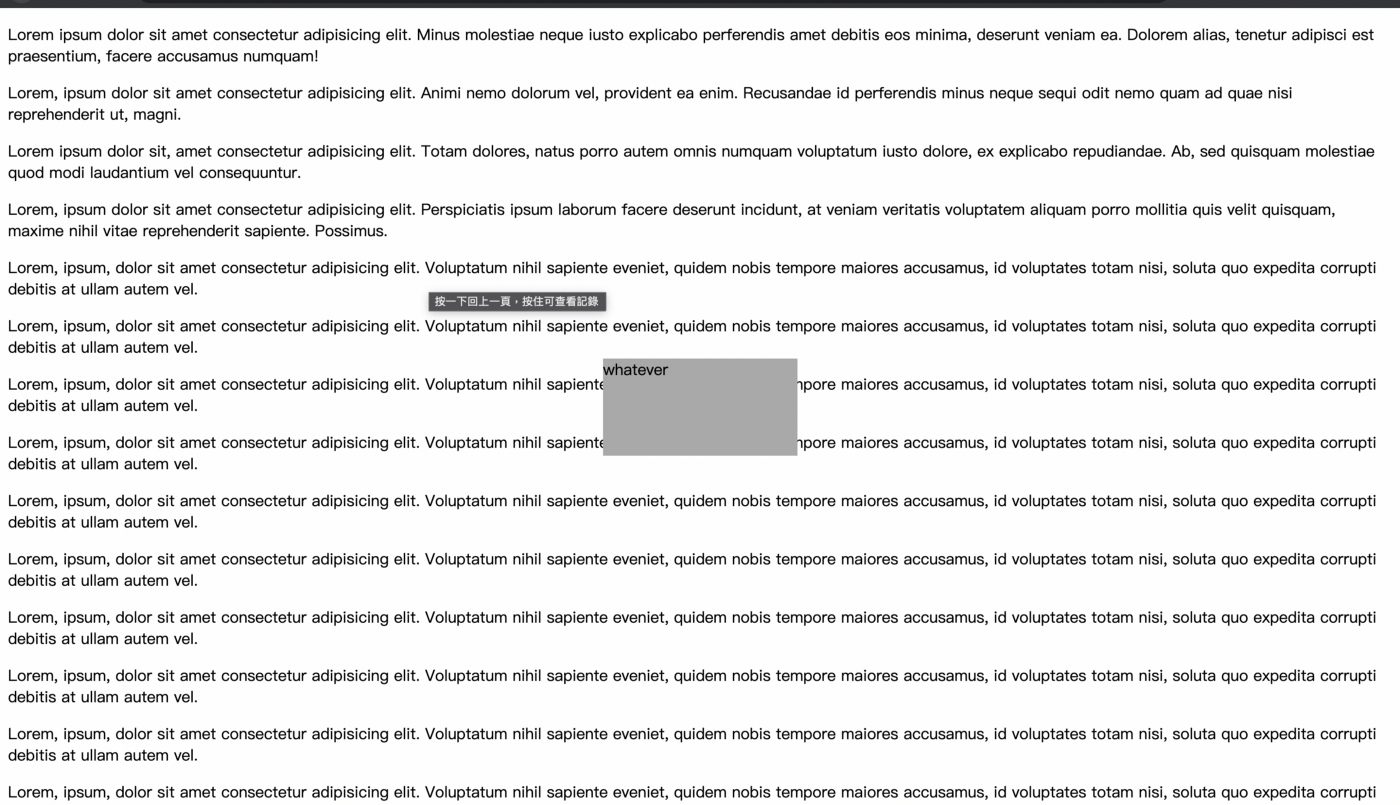 Lorem ipsum dolor sit amet consectetur adipisicing elit. Minus molestiae neque iusto explicabo perferendis amet debitis eos minima, deserunt veniam ea. Dolorem alias, tenetur adipisci est
praesentium, facere accusamus numquam!
Lorem, ipsum dolor sit amet consectetur adipisicing elit. Animi nemo dolorum vel, provident ea enim. Recusandae id perferendis minus neque sequi odit nemo quam ad quae nisi
reprehenderit ut, magni.
Lorem ipsum dolor sit, amet consectetur adipisicing elit. Totam dolores, natus porro autem omnis numquam voluptatum iusto dolore, ex explicabo repudiandae. Ab, sed quisquam molestiae
quod modi laudantium vel consequuntur.
Lorem, ipsum dolor sit amet consectetur adipisicing elit. Perspiciatis ipsum laborum facere deserunt incidunt, at veniam veritatis voluptatem aliquam porro mollitia quis velit quisquam,
maxime nihil vitae reprehenderit sapiente. Possimus.
Lorem, ipsum, dolor sit amet consectetur adipisicing elit. Voluptatum nihil sapiente eveniet, quidem nobis tempore maiores accusamus, id voluptates totam nisi, soluta quo expedita corrupti
debitis at ullam autem vel.
按一下回上一頁，按住可查看記錄
Lorem, ipsum, dolor sit amet consectetur adipisicing elit. Voluptatum nihil sapiente eveniet, quidem nobis tempore maiores accusamus, id voluptates totam nisi, soluta quo expedita corrupti
debitis at ullam autem vel.
whatever
Lorem, ipsum, dolor sit amet consectetur adipisicing elit. Voluptatum nihil sapiente mpore maiores accusamus, id voluptates totam nisi, soluta quo expedita corrupti
debitis at ullam autem vel.
Lorem, ipsum, dolor sit amet consectetur adipisicing elit. Voluptatum nihil sapiente mpore maiores accusamus, id voluptates totam nisi, soluta quo expedita corrupti
debitis at ullam autem vel.
Lorem, ipsum, dolor sit amet consectetur adipisicing elit. Voluptatum nihil sapiente eveniet, quidem nobis tempore maiores accusamus, id voluptates totam nisi, soluta quo expedita corrupti
debitis at ullam autem vel.
Lorem, ipsum, dolor sit amet consectetur adipisicing elit. Voluptatum nihil sapiente eveniet, quidem nobis tempore maiores accusamus, id voluptates totam nisi, soluta quo expedita corrupti
debitis at ullam autem vel.
Lorem, ipsum, dolor sit amet consectetur adipisicing elit. Voluptatum nihil sapiente eveniet, quidem nobis tempore maiores accusamus, id voluptates totam nisi, soluta quo expedita corrupti
debitis at ullam autem vel.
Lorem, ipsum, dolor sit amet consectetur adipisicing elit. Voluptatum nihil sapiente eveniet, quidem nobis tempore maiores accusamus, id voluptates totam nisi, soluta quo expedita corrupti
debitis at ullam autem vel.
Lorem, ipsum, dolor sit amet consectetur adipisicing elit. Voluptatum nihil sapiente eveniet, quidem nobis tempore maiores accusamus, id voluptates totam nisi, soluta quo expedita corrupti
debitis at ullam autem vel.
Lorem, ipsum, dolor sit amet consectetur adipisicing elit. Voluptatum nihil sapiente eveniet, quidem nobis tempore maiores accusamus, id voluptates totam nisi, soluta quo expedita corrupti